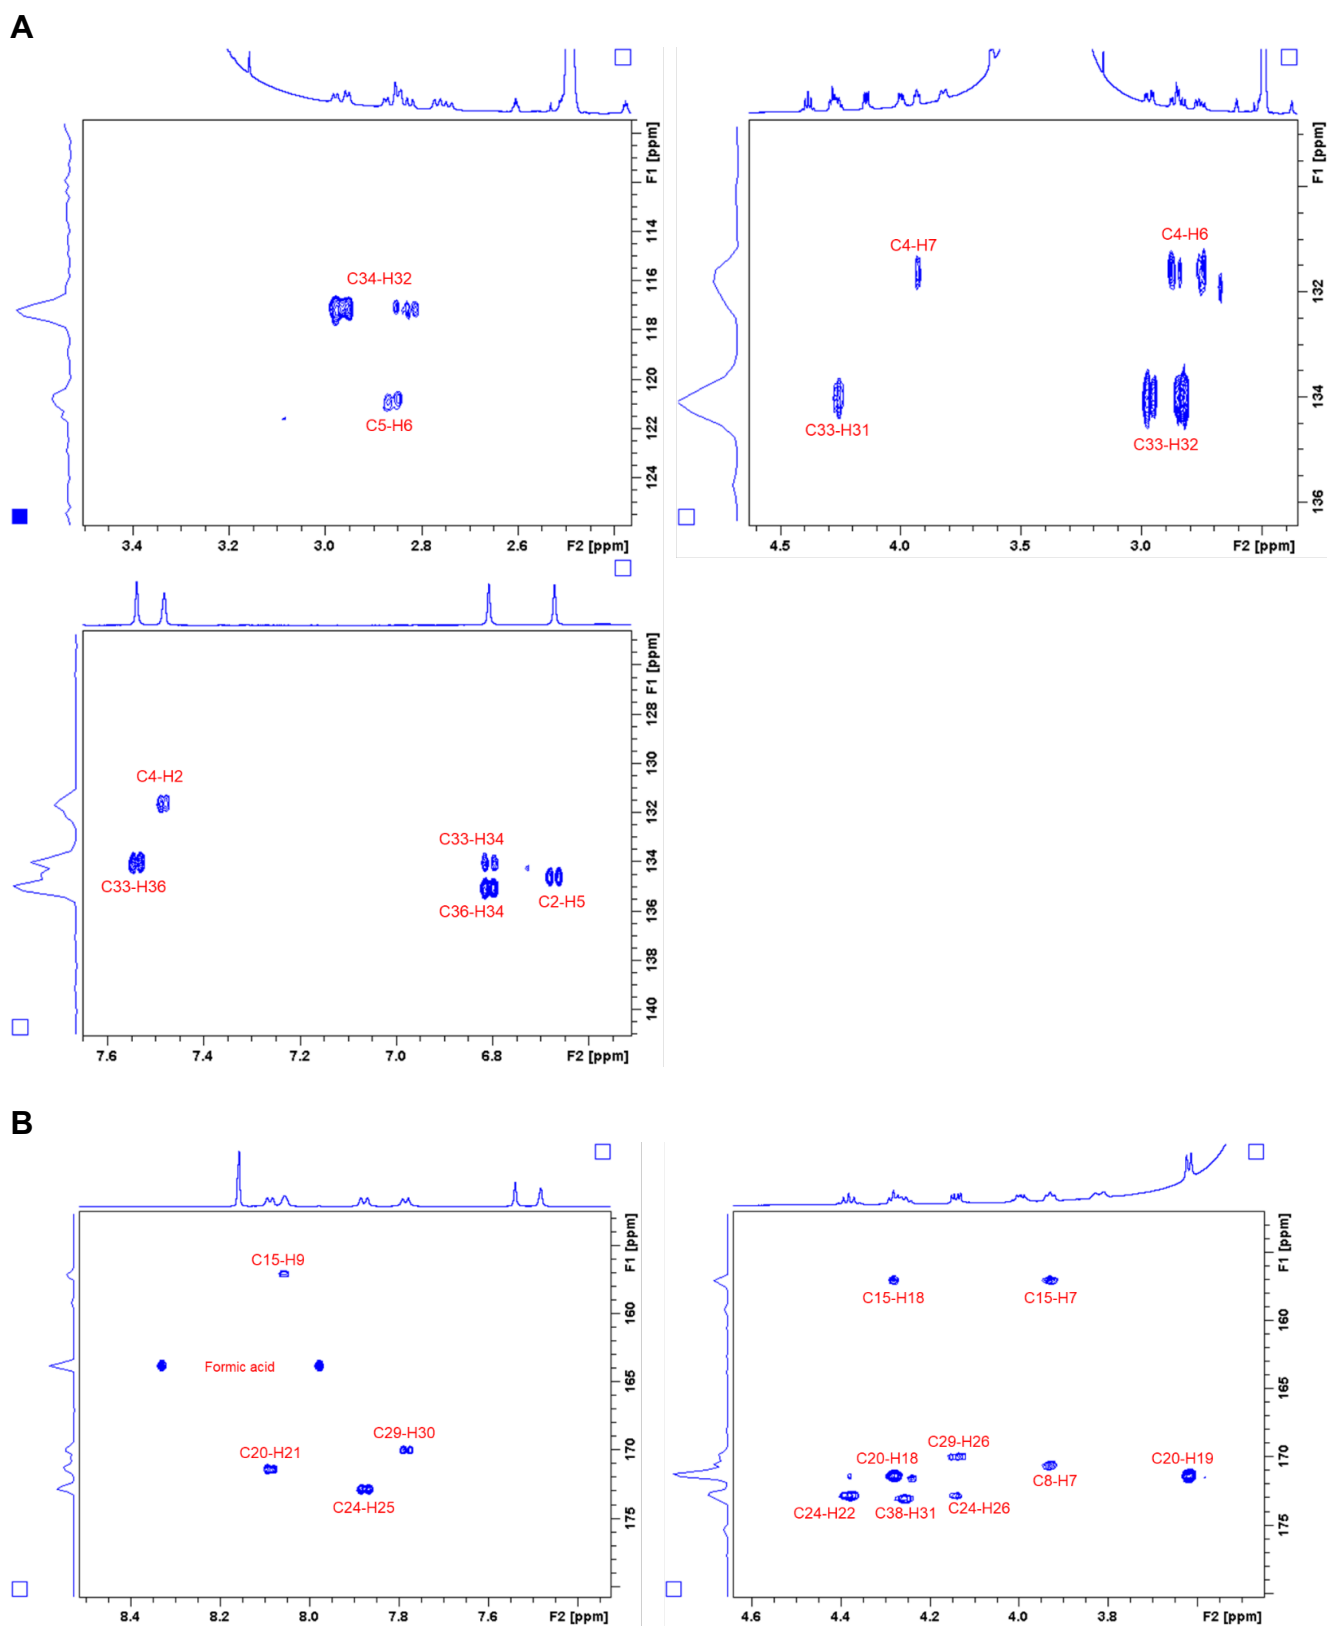 A
F1 [ppm]
114
116
118
120
122
124
C34-H32
C5-H6
3.4 3.2 3.0 2.8 2.6 F2 [ppm]
F1 [ppm]
132
134
136
C4-H7
C4-H6
C33-H31
C33-H32
4.5 4.0 3.5 3.0 F2 [ppm]
F1 [ppm]
128
130
132
134
136
138
140
C4-H2
C33-H36
C33-H34
C36-H34
C2-H5
7.6 7.4 7.2 7.0 6.8 F2 [ppm]
B
F1 [ppm]
160
165
170
175
C15-H9
Formic acid
C29-H30
C20-H21
C24-H25
8.4 8.2 8.0 7.8 7.6 F2 [ppm]
F1 [ppm]
160
165
170
175
C15-H18
C15-H7
C29-H26
C20-H18
C20-H19
C8-H7
C24-H22
C38-H31
C24-H26
4.6 4.4 4.2 4.0 3.8 F2 [ppm]